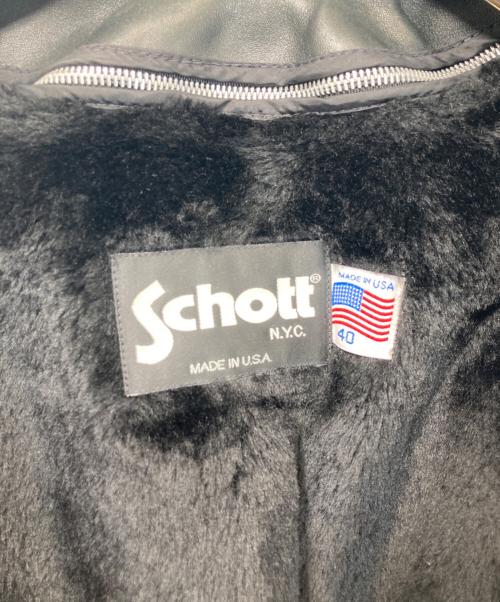 Schott®
N.Y.C.
MADE IN U.S.A.
MADE IN USA
40